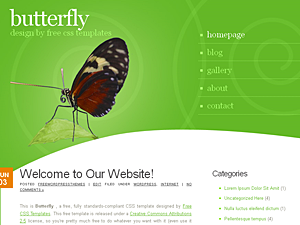 butterfly
design by free css templates
homepage
blog
gallery
about
contact
JUN
03
Welcome to Our Website!
POSTED FREEWORDPRESSTHEMES | EDIT FILED UNDER WORDPRESS, INTERNET | NO
COMMENTS »
This is Butterfly , a free, fully standards-compliant CSS template designed by Free
CSS Templates. This free template is released under a Creative Commons Attributions
2.5 license, so you're pretty much free to do whatever you want with it (even use it
Categories
Lorem Ipsum Dolor Sit Amet (1)
Uncategorized Here (4)
Nulla luctus eleifend dictum (1)
Pellentesque tempus (4)